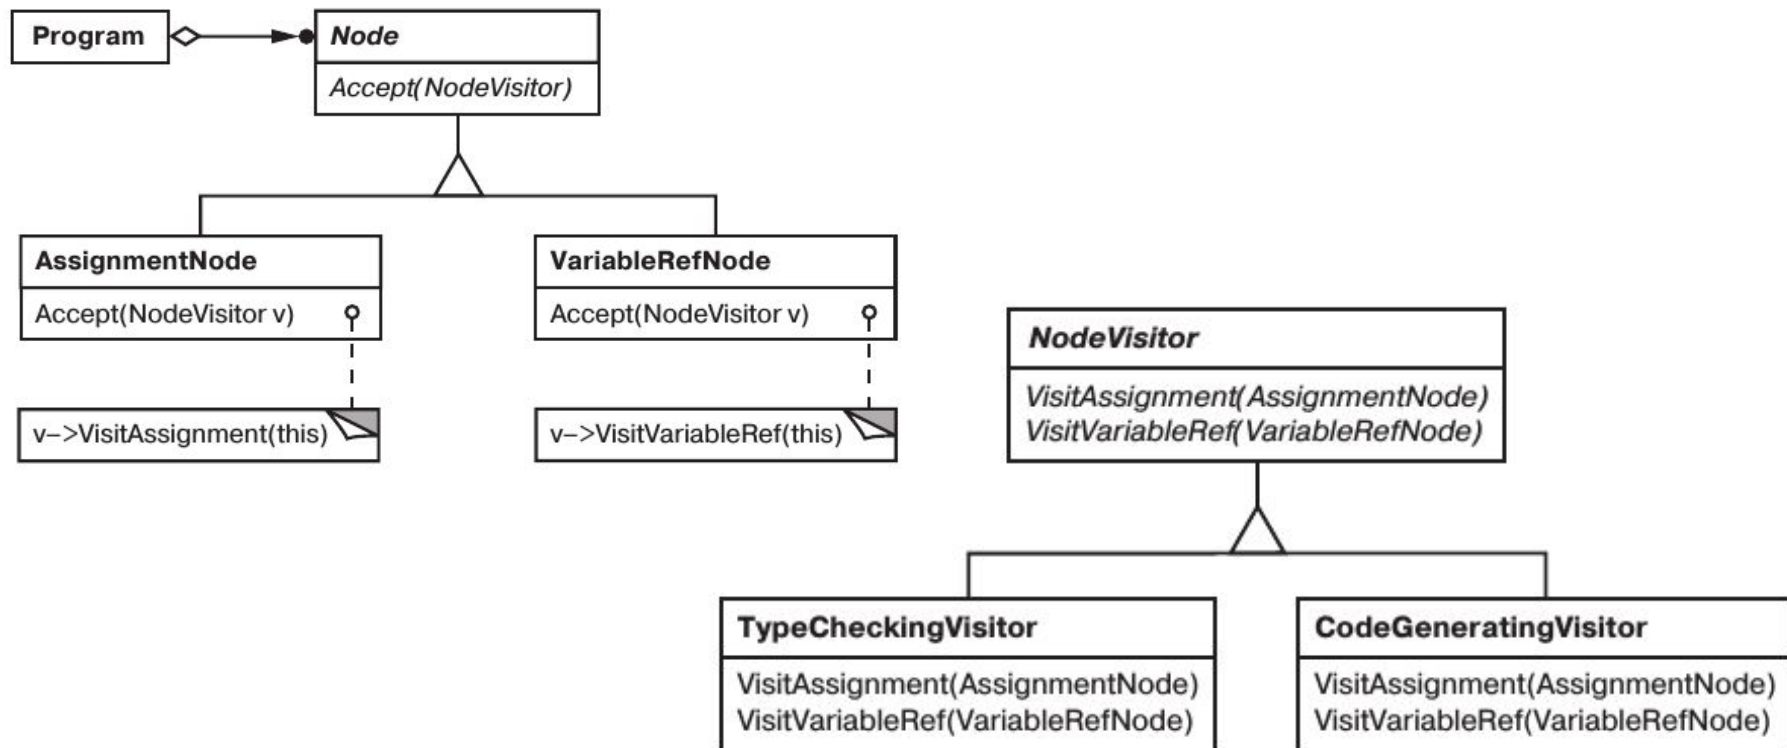 Program
Node
Accept(NodeVisitor)
AssignmentNode
Accept(NodeVisitor v)
v–>VisitAssignment(this)
VariableRefNode
Accept(NodeVisitor v)
v–>VisitVariableRef(this)
NodeVisitor
VisitAssignment(AssignmentNode)
VisitVariableRef(VariableRefNode)
TypeCheckingVisitor
VisitAssignment(AssignmentNode)
VisitVariableRef(VariableRefNode)
CodeGeneratingVisitor
VisitAssignment(AssignmentNode)
VisitVariableRef(VariableRefNode)